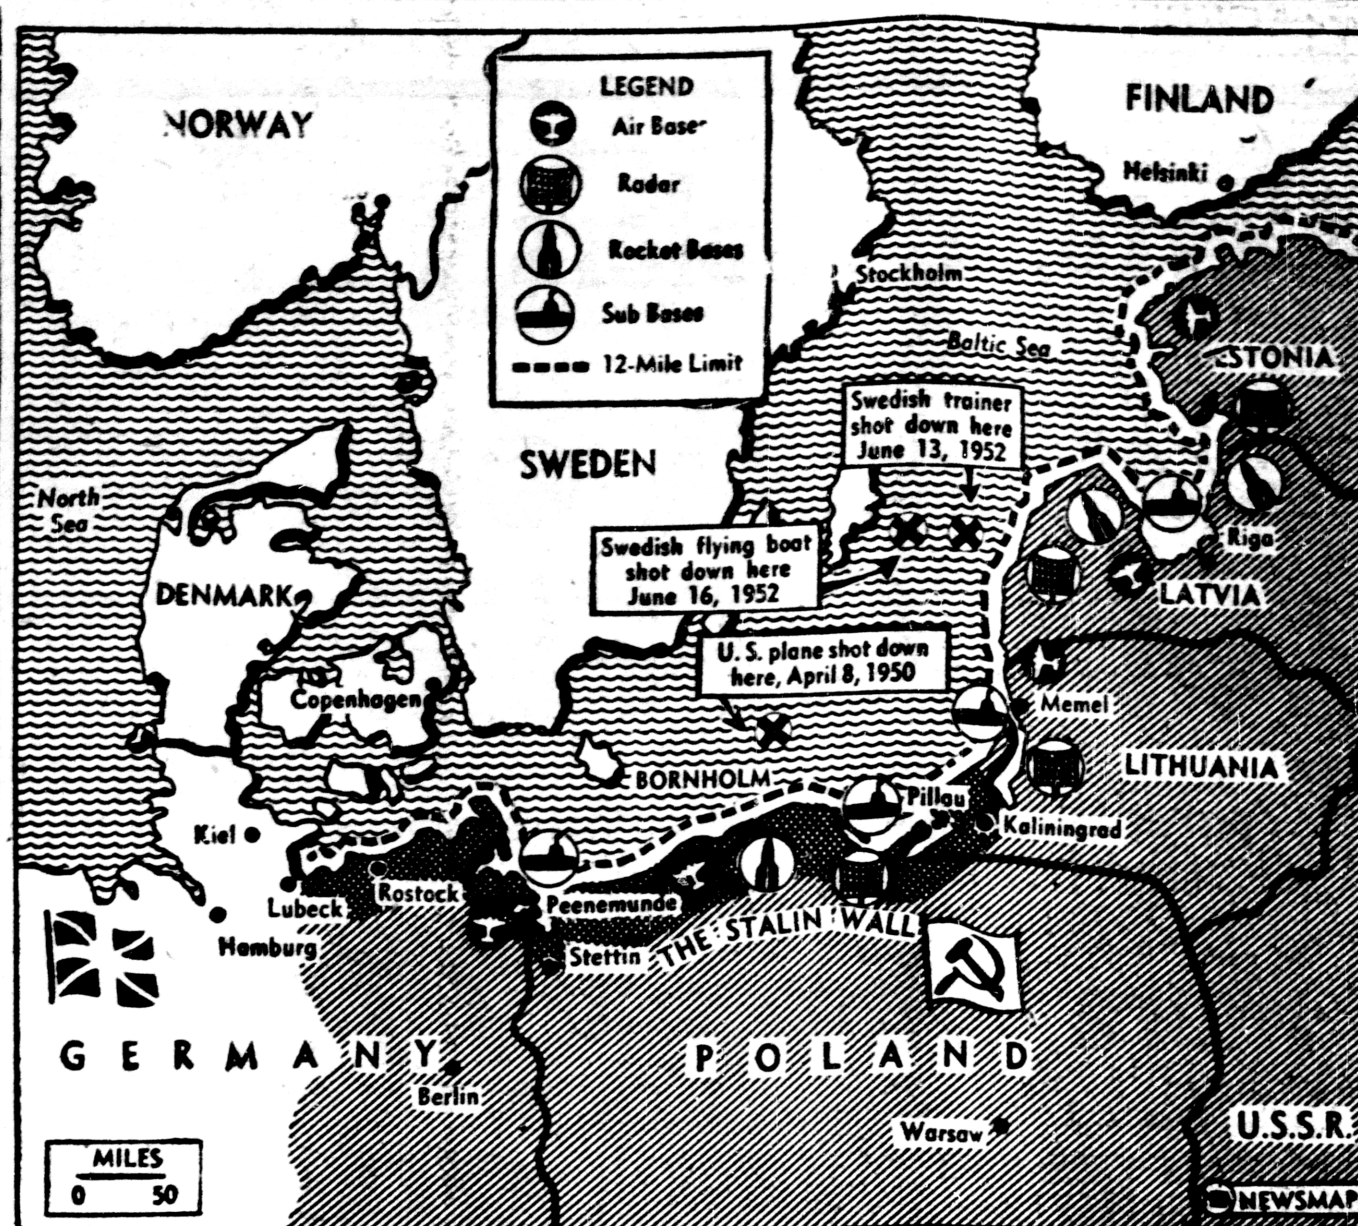 NORWAY
LEGEND
Air Base
Radar
Rocket Bases
Sub Bases
12-Mile Limit
FINLAND
Helsinki
Stockholm
Baltic Sea
ESTONIA
Swedish trainer
shot down here
June 13, 1952
SWEDEN
North
Sea
Swedish flying boat
shot down here
June 16, 1952
Riga
DENMARK
LATVIA
U. S. plane shot down
here, April 8, 1950
Copenhagen
Memel
BORNHOLM
LITHUANIA
Pillau
Kaliningrad
Kiel
Rostock
Lubeck
Peenemunde
Hamburg
Stettin
THE STALIN WALL
GERMANY
POLAND
Berlin
Warsaw
U.S.S.R.
MILES
0 50
NEWSMAP